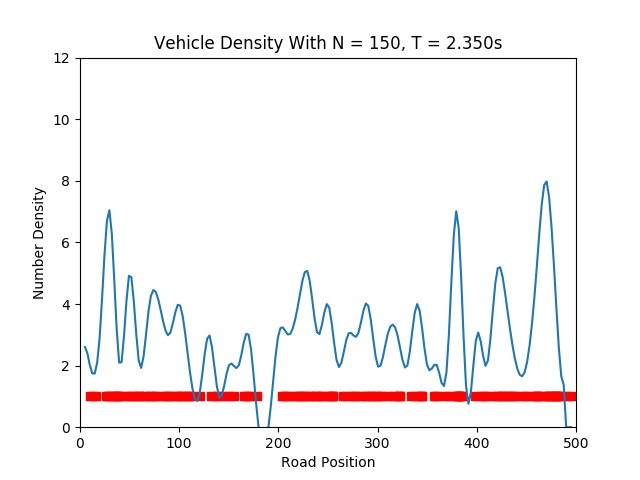 Vehicle Density With N = 150, T = 2.350s
12
10
8
6
4
2
0
Number Density
0 100 200 300 400 500
Road Position